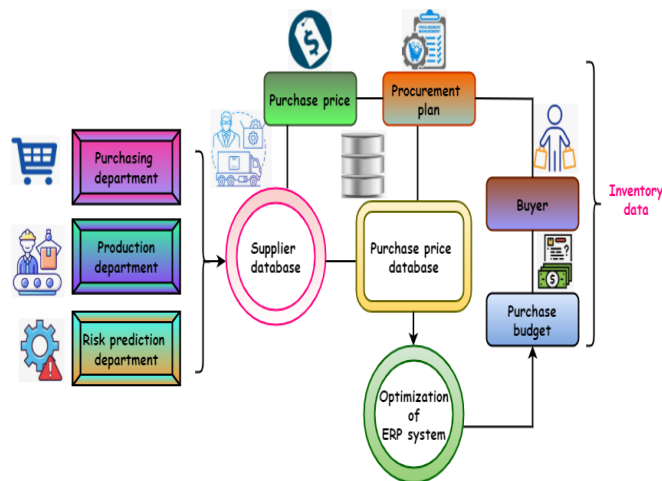 Purchase price
Procurement
plan
Purchasing
department
Production
department
Risk prediction
department
Supplier
database
Purchase price
database
Buyer
Purchase
budget
Optimization
of
ERP system
Inventory
data